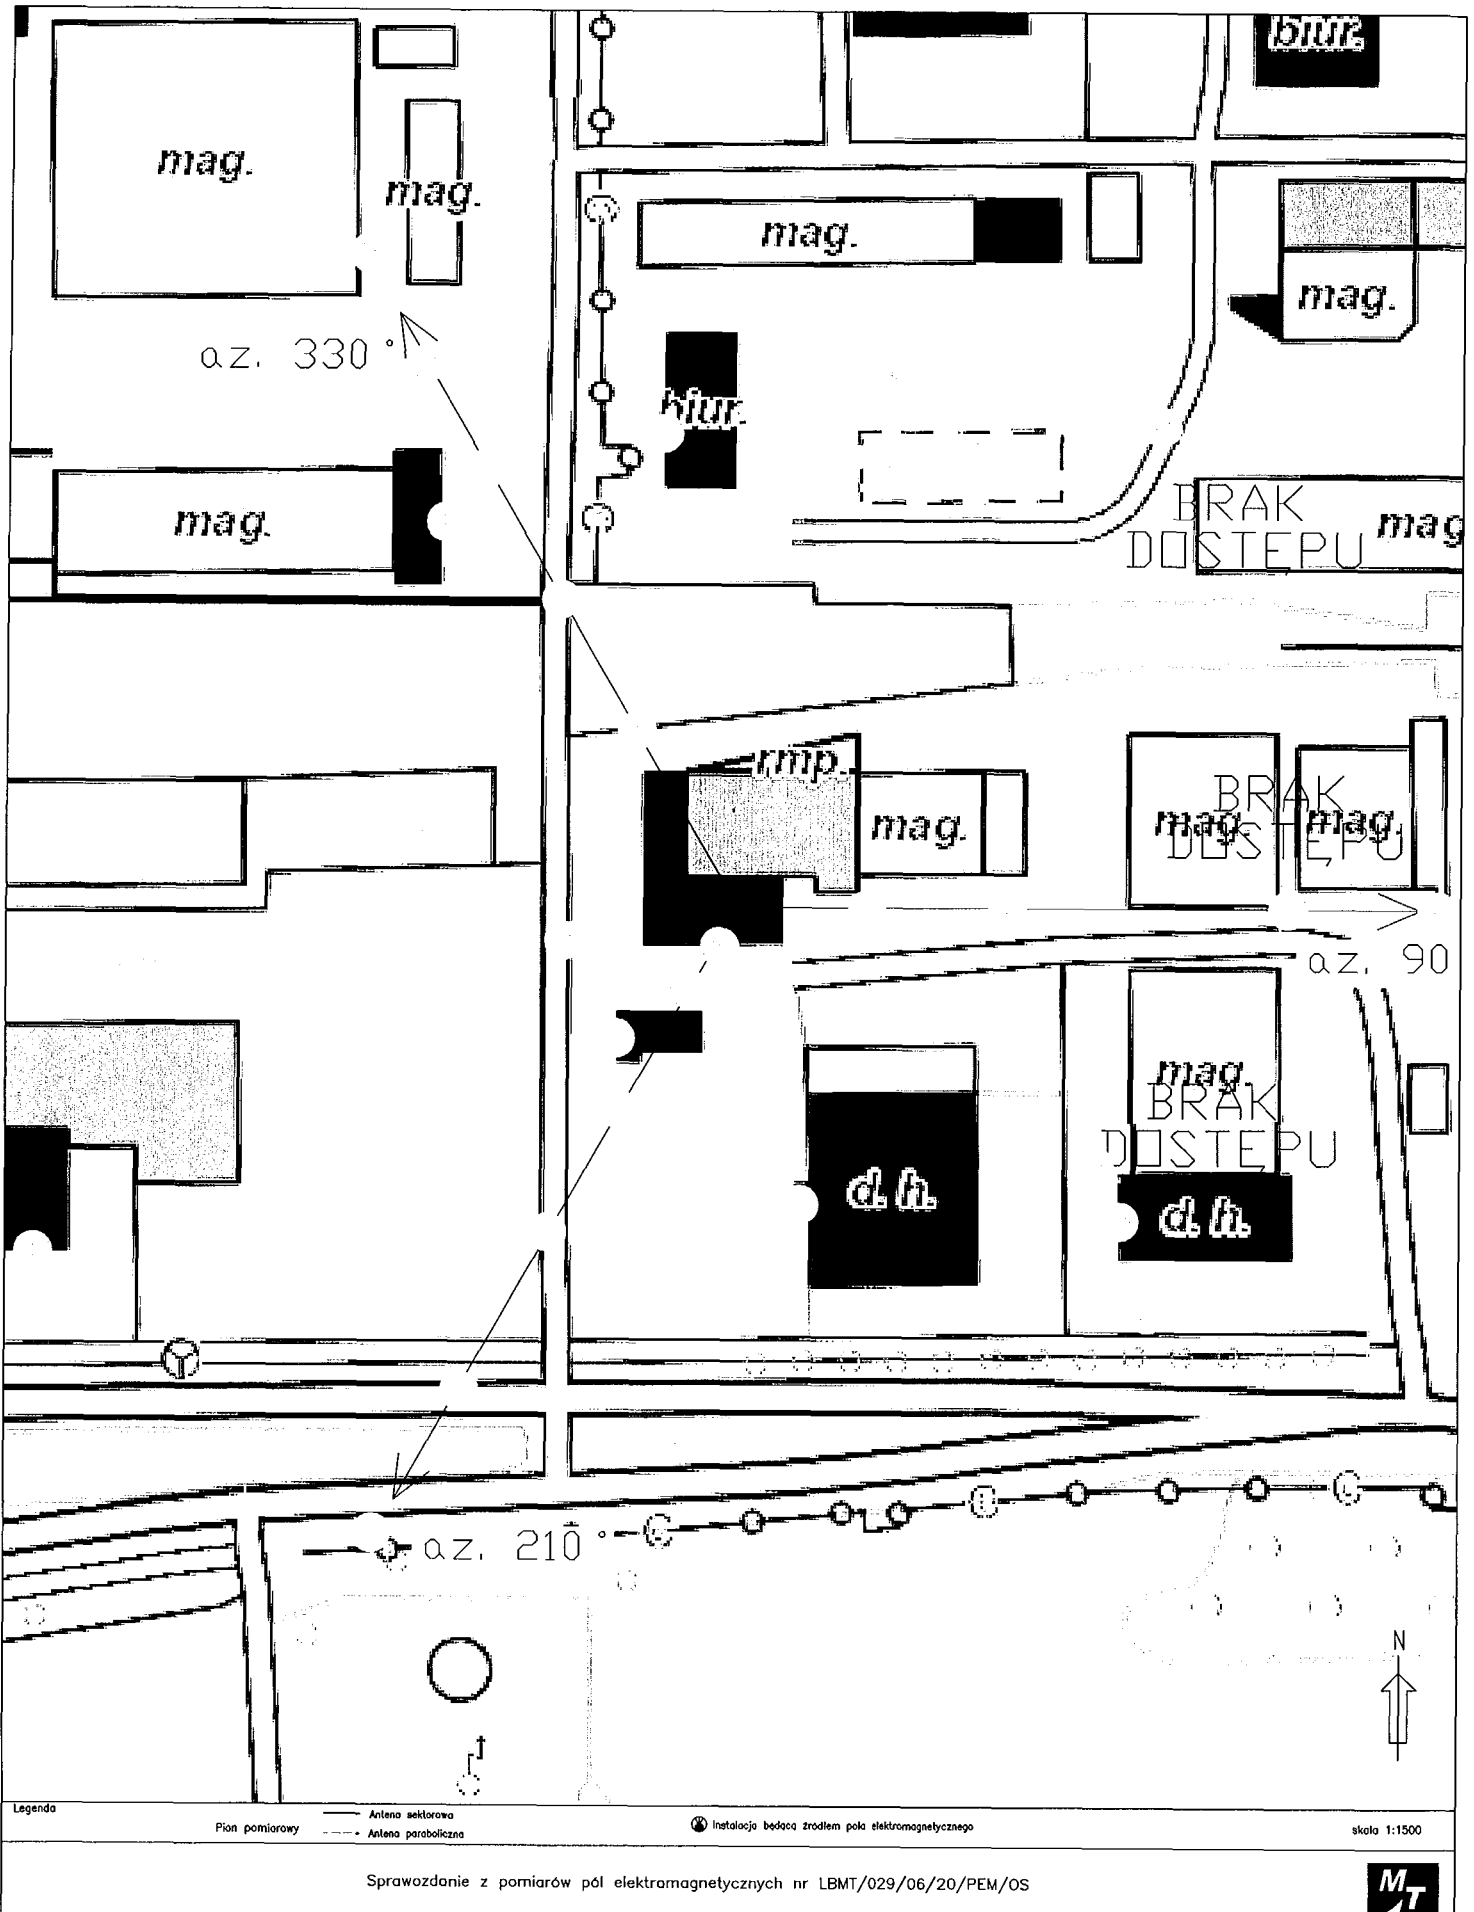 biur.
mag.
mag.
mag.
mag.
az. 330°
biur.
mag.
BRAK
DOSTĘPU
mag
rmp.
mag.
BRAK
DOSTĘPU
mag.
mag.
az. 90
mag
BRAK
DOSTĘPU
d. h.
d. h.
az. 210°
N
Legenda
Pion pomiarowy
Antena sektorowa
Antena paraboliczna
Instalacja będąca źródłem pola elektromagnetycznego
skala 1:1500
Sprawozdanie z pomiarów pól elektromagnetycznych nr LBMT/029/06/20/PEM/OS
MT